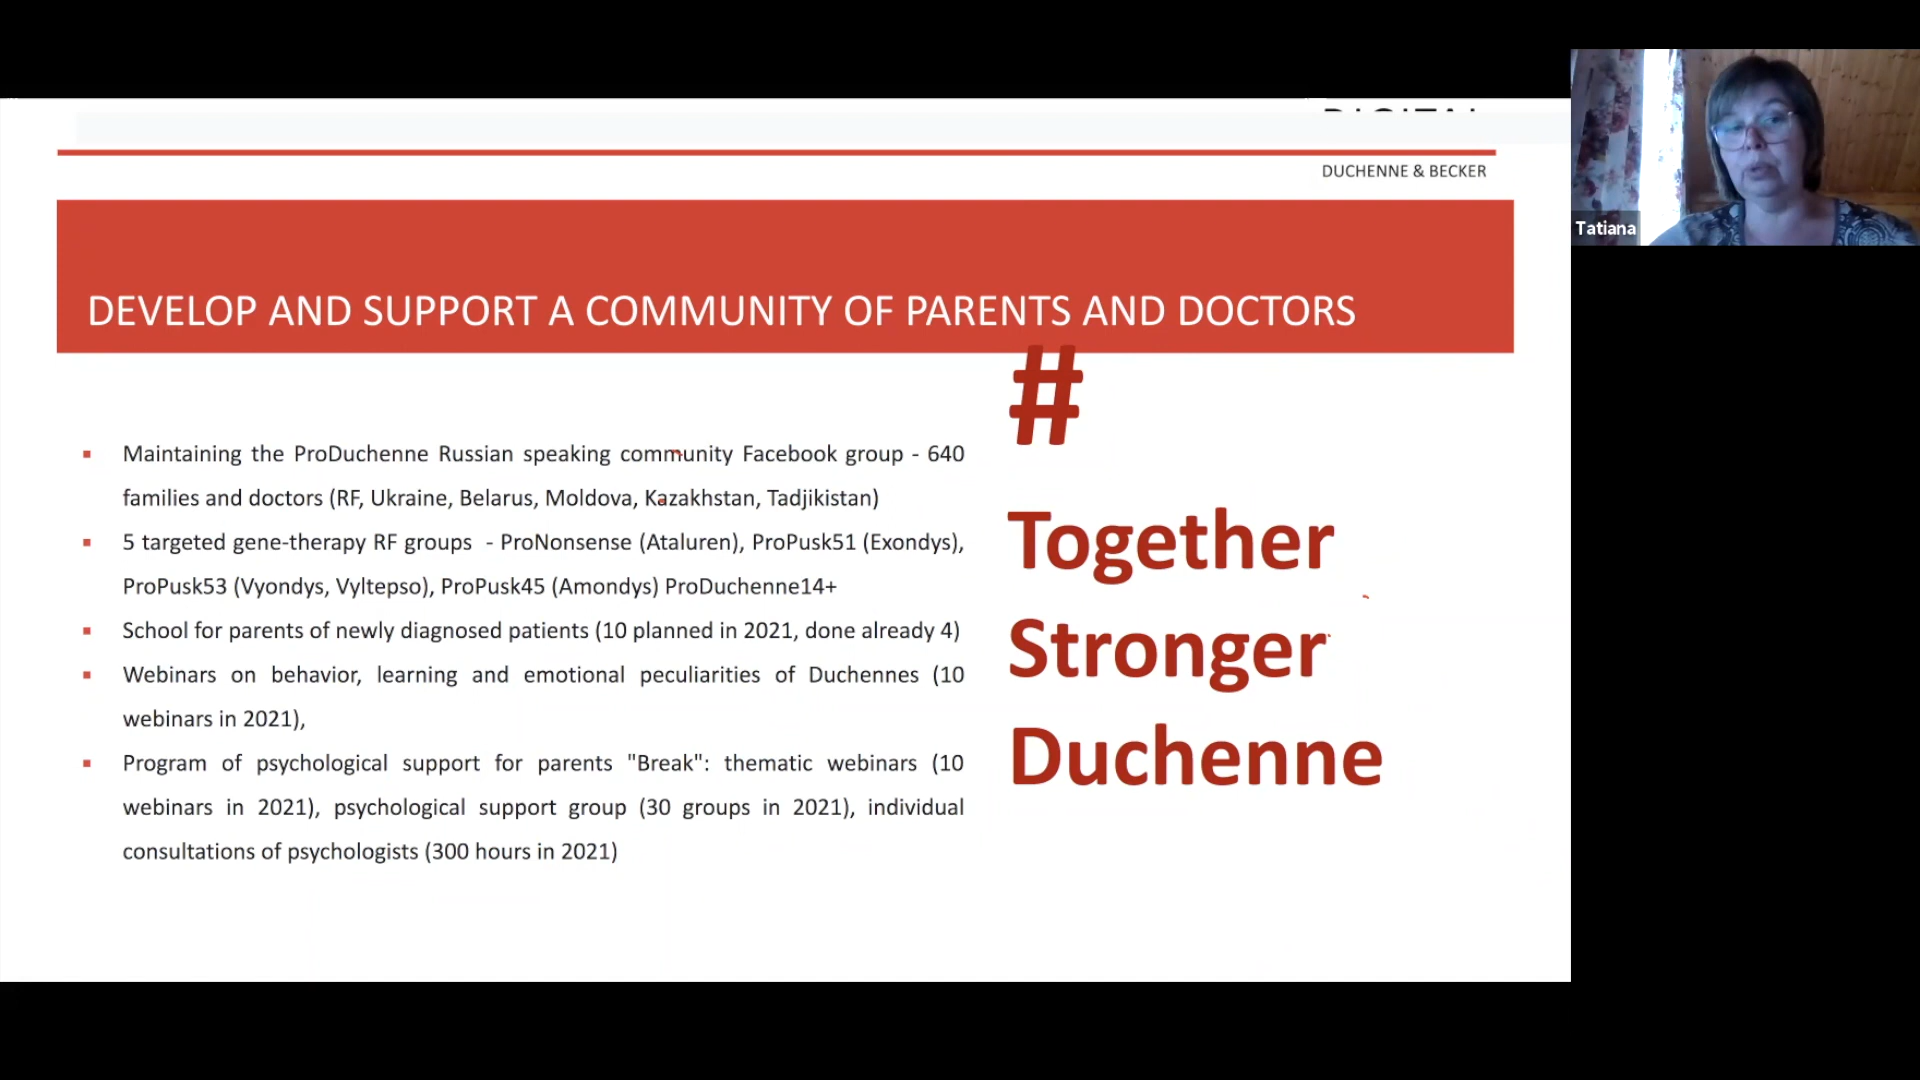 DIGITAL
DUCHENNE & BECKER
Tatiana
DEVELOP AND SUPPORT A COMMUNITY OF PARENTS AND DOCTORS
▪ Maintaining the ProDuchenne Russian speaking community Facebook group - 640
families and doctors (RF, Ukraine, Belarus, Moldova, Kazakhstan, Tadjikistan)
▪ 5 targeted gene-therapy RF groups - ProNonsense (Ataluren), ProPusk51 (Exondys),
ProPusk53 (Vyondys, Vyltepso), ProPusk45 (Amondys) ProDuchenne14+
▪ School for parents of newly diagnosed patients (10 planned in 2021, done already 4)
▪ Webinars on behavior, learning and emotional peculiarities of Duchennes (10
webinars in 2021),
▪ Program of psychological support for parents "Break": thematic webinars (10
webinars in 2021), psychological support group (30 groups in 2021), individual
consultations of psychologists (300 hours in 2021)
#
Together
Stronger
Duchenne